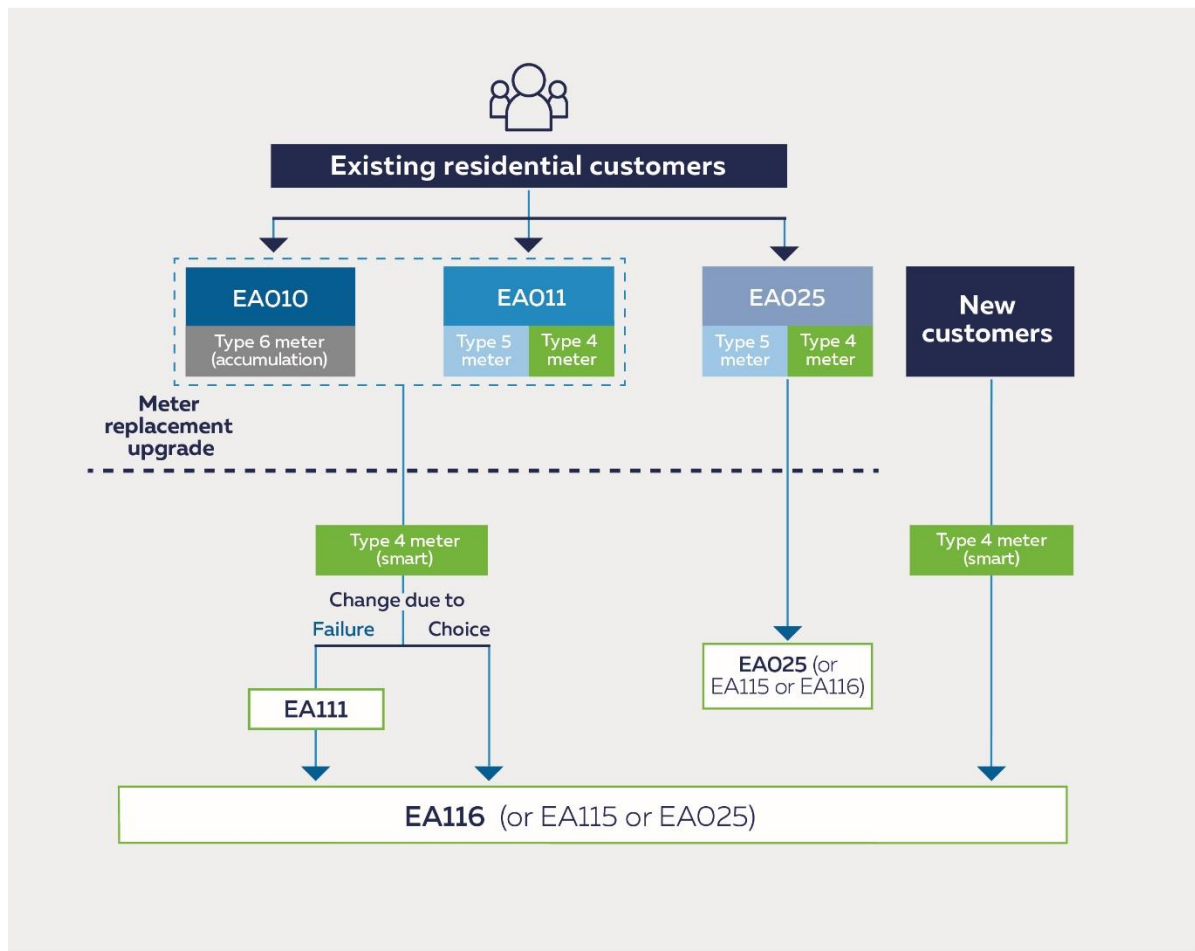 Existing residential customers
EA010
Type 6 meter
(accumulation)
EA011
Type 5
meter
Type 4
meter
EA025
Type 5
meter
Type 4
meter
New
customers
Meter
replacement
upgrade
Type 4 meter
(smart)
Change due to
Failure
Choice
EA111
EA025 (or
EA115 or EA116)
Type 4 meter
(smart)
EA116 (or EA115 or EA025)